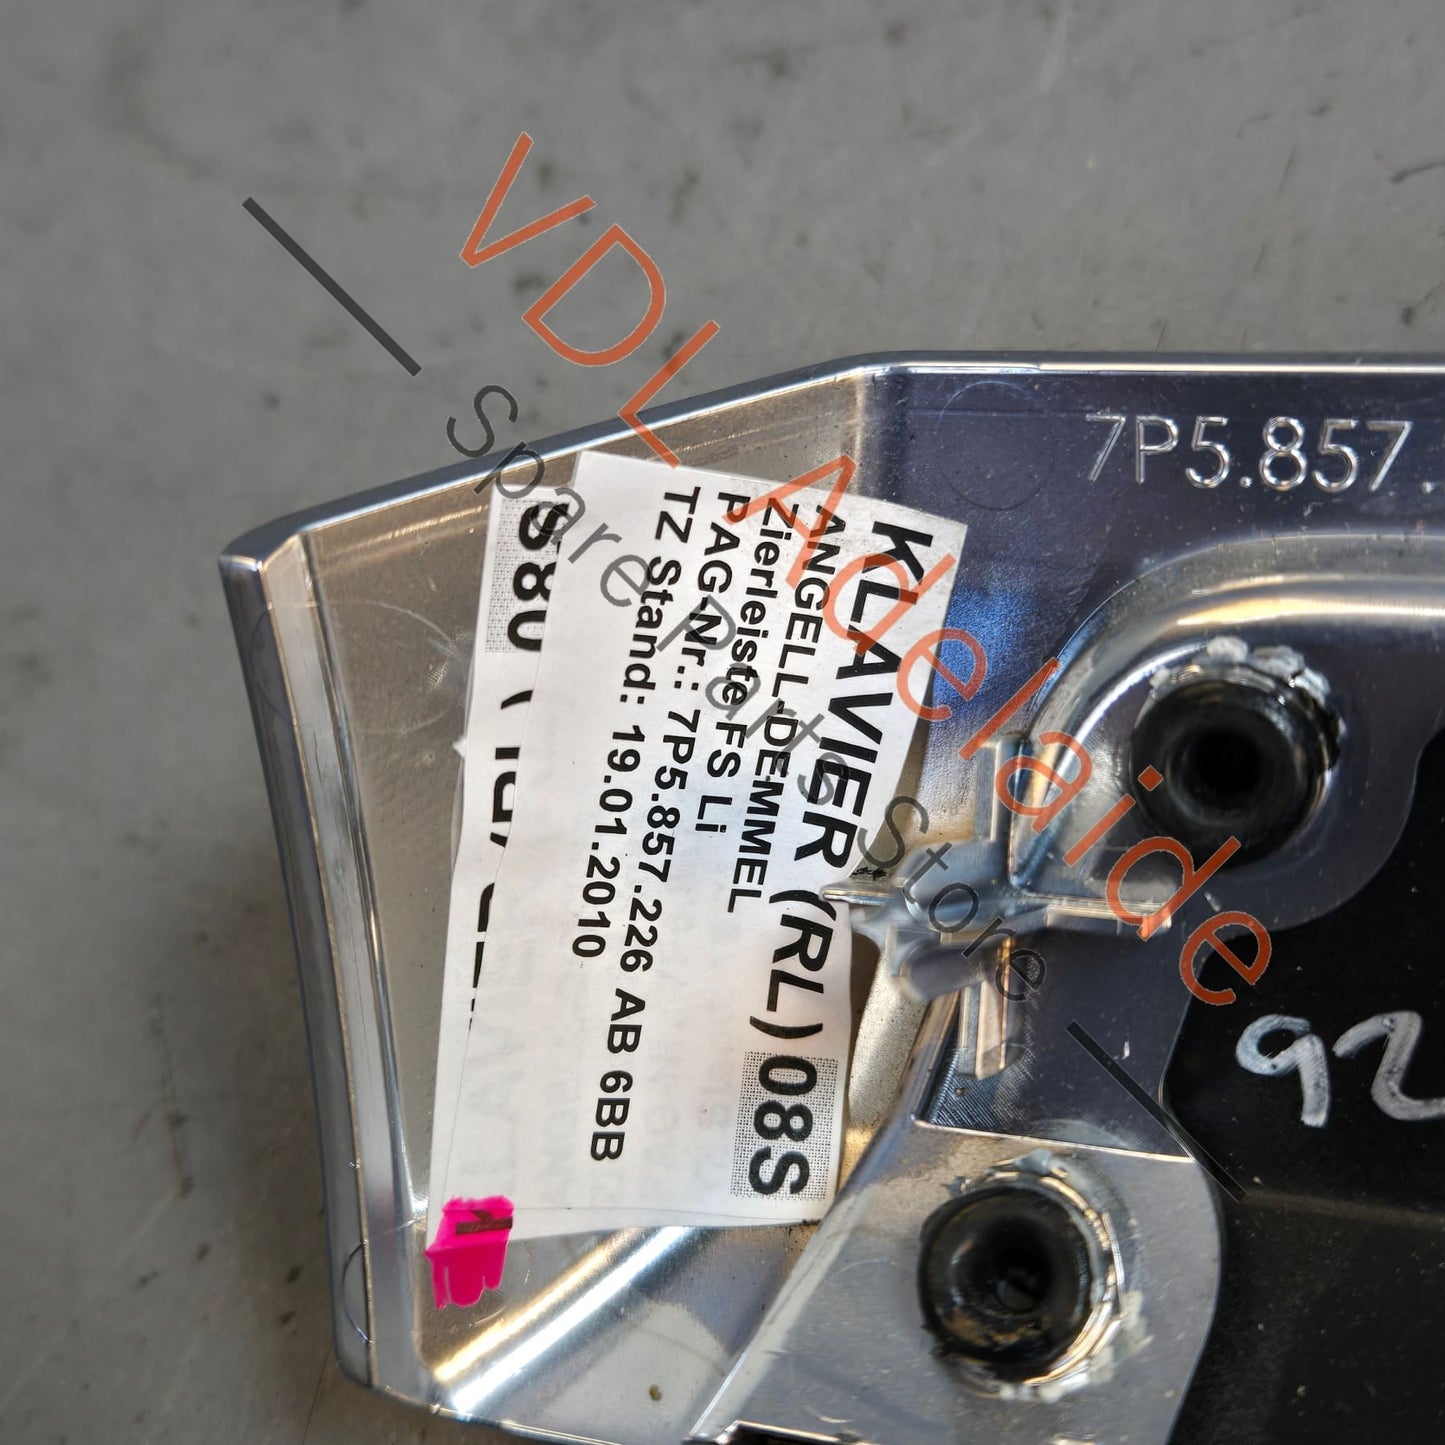 VDL Adelaide
Spare Parts Store
7P5.857.
KLAVIER (RL) 08S
ANGELL-DEMMEL
Zierleiste FS Li
PAG-Nr.: 7P5.857.226 AB 6BB
TZ Stand: 19.01.2010
92